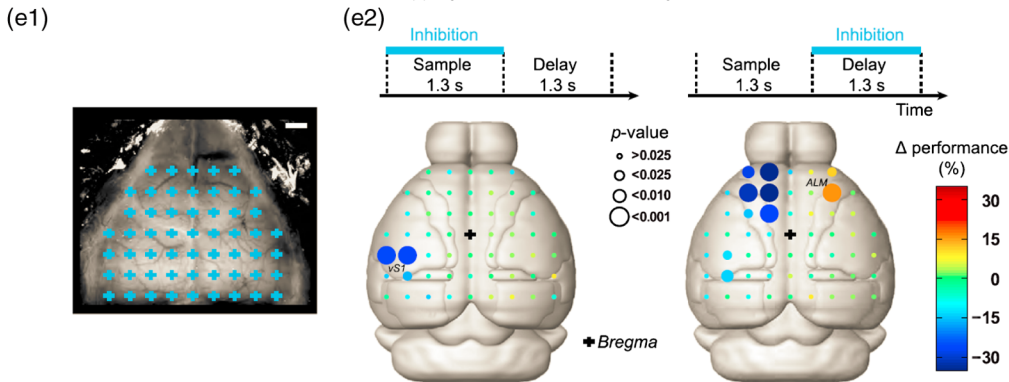 (e1)
(e2)
Inhibition
Sample
1.3 s
Delay
1.3 s
Inhibition
Sample
1.3 s
Delay
1.3 s
Time
p-value
>0.025
<0.025
<0.010
<0.001
vS1
Bregma
ALM
Δ performance
(%)
30
15
0
−15
−30